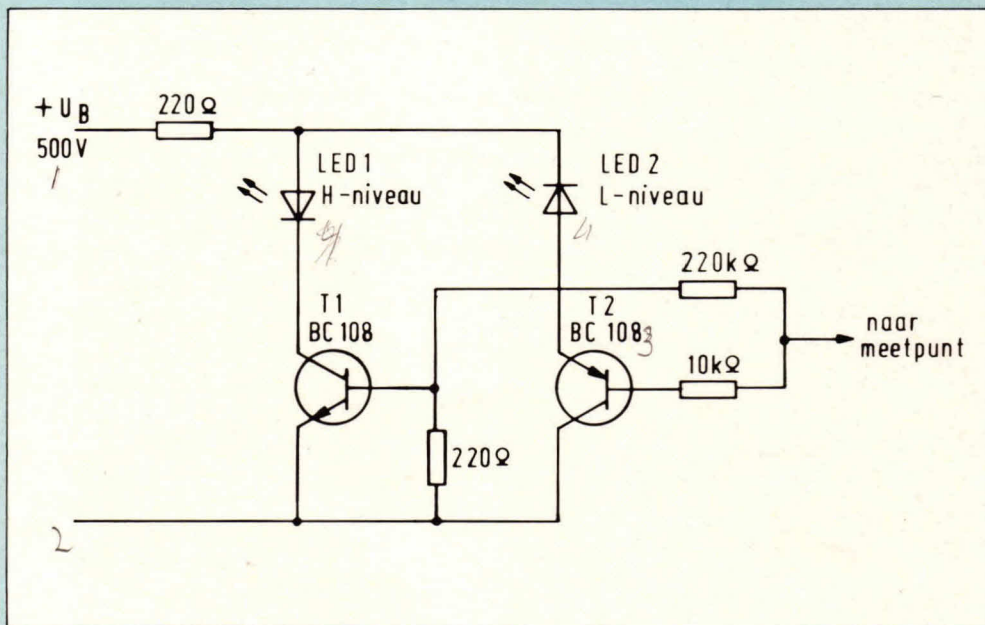 220Ω
+ U B
500V
1
LED 1
H-niveau
LED 2
L-niveau
4
220kΩ
T1
BC 108
T2
BC 108
3
naar
meetpunt
10kΩ
220Ω
2